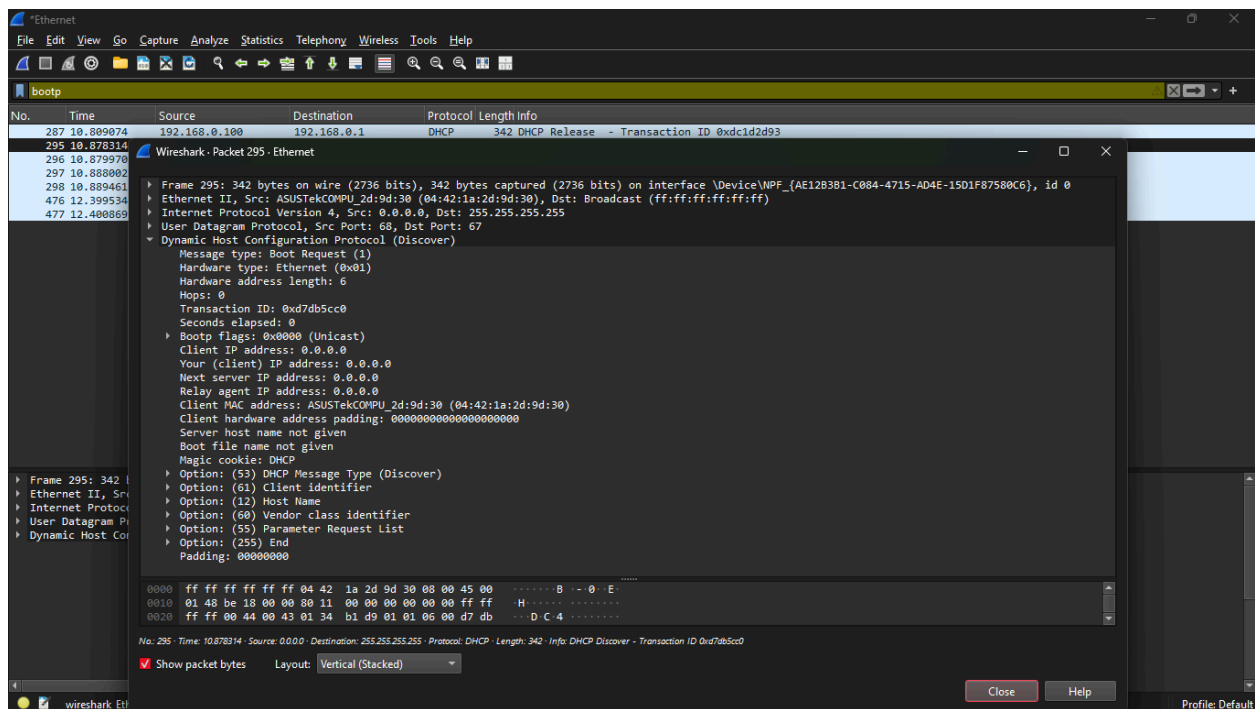 *Ethernet
File Edit View Go Capture Analyze Statistics Telephony Wireless Tools Help
bootp
No. Time Source Destination Protocol Length Info
287 10.809074 192.168.0.100 192.168.0.1 DHCP 342 DHCP Release - Transaction ID 0xdc1d2d93
295 10.878314
296 10.879970
297 10.888002
298 10.889461
476 12.399534
477 12.400869
Wireshark · Packet 295 · Ethernet
Frame 295: 342 bytes on wire (2736 bits), 342 bytes captured (2736 bits) on interface \Device\NPF_{AE12B3B1-C084-4715-AD4E-15D1F87580C6}, id 0
Ethernet II, Src: ASUSTekCOMPU_2d:9d:30 (04:42:1a:2d:9d:30), Dst: Broadcast (ff:ff:ff:ff:ff:ff)
Internet Protocol Version 4, Src: 0.0.0.0, Dst: 255.255.255.255
User Datagram Protocol, Src Port: 68, Dst Port: 67
Dynamic Host Configuration Protocol (Discover)
Message type: Boot Request (1)
Hardware type: Ethernet (0x01)
Hardware address length: 6
Hops: 0
Transaction ID: 0xd7db5cc0
Seconds elapsed: 0
Bootp flags: 0x0000 (Unicast)
Client IP address: 0.0.0.0
Your (client) IP address: 0.0.0.0
Next server IP address: 0.0.0.0
Relay agent IP address: 0.0.0.0
Client MAC address: ASUSTekCOMPU_2d:9d:30 (04:42:1a:2d:9d:30)
Client hardware address padding: 00000000000000000000
Server host name not given
Boot file name not given
Magic cookie: DHCP
Option: (53) DHCP Message Type (Discover)
Option: (61) Client identifier
Option: (12) Host Name
Option: (60) Vendor class identifier
Option: (55) Parameter Request List
Option: (255) End
Padding: 00000000
Frame 295: 342
Ethernet II, Sr
Internet Protoc
User Datagram P
Dynamic Host Co
0000 ff ff ff ff ff ff 04 42 1a 2d 9d 30 08 00 45 00 ·······B ·-·0··E·
0010 01 48 be 18 00 00 80 11 00 00 00 00 00 00 ff ff ·H······ ········
0020 ff ff 00 44 00 43 01 34 b1 d9 01 01 06 00 d7 db ···D·C·4 ········
No.: 295 · Time: 10.878314 · Source: 0.0.0.0 · Destination: 255.255.255.255 · Protocol: DHCP · Length: 342 · Info: DHCP Discover - Transaction ID 0xd7db5cc0
Show packet bytes Layout: Vertical (Stacked)
Close Help
wireshark_Eth Profile: Default